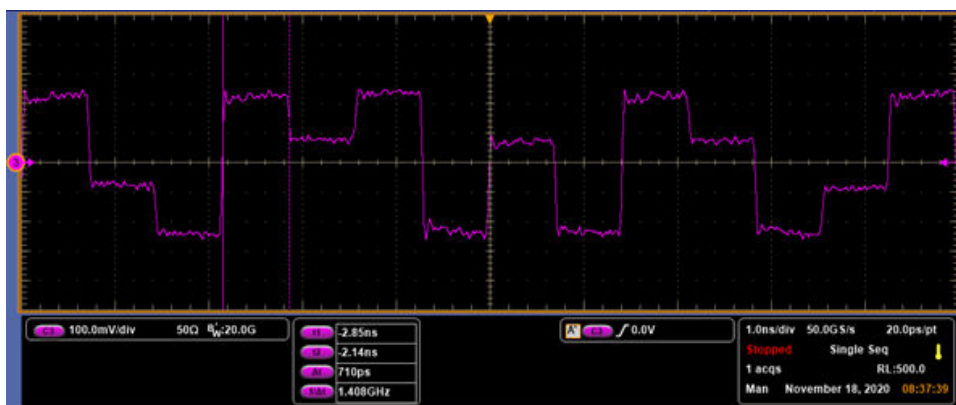 3
C3 100.0mV/div 50Ω BW:20.0G
t1 -2.85ns
t2 -2.14ns
Δt 710ps
1/Δt 1.408GHz
A' C3 ∫ 0.0V
1.0ns/div 50.0GS/s 20.0ps/pt
Stopped Single Seq
1 acqs RL:500.0
Man November 18, 2020 08:37:39